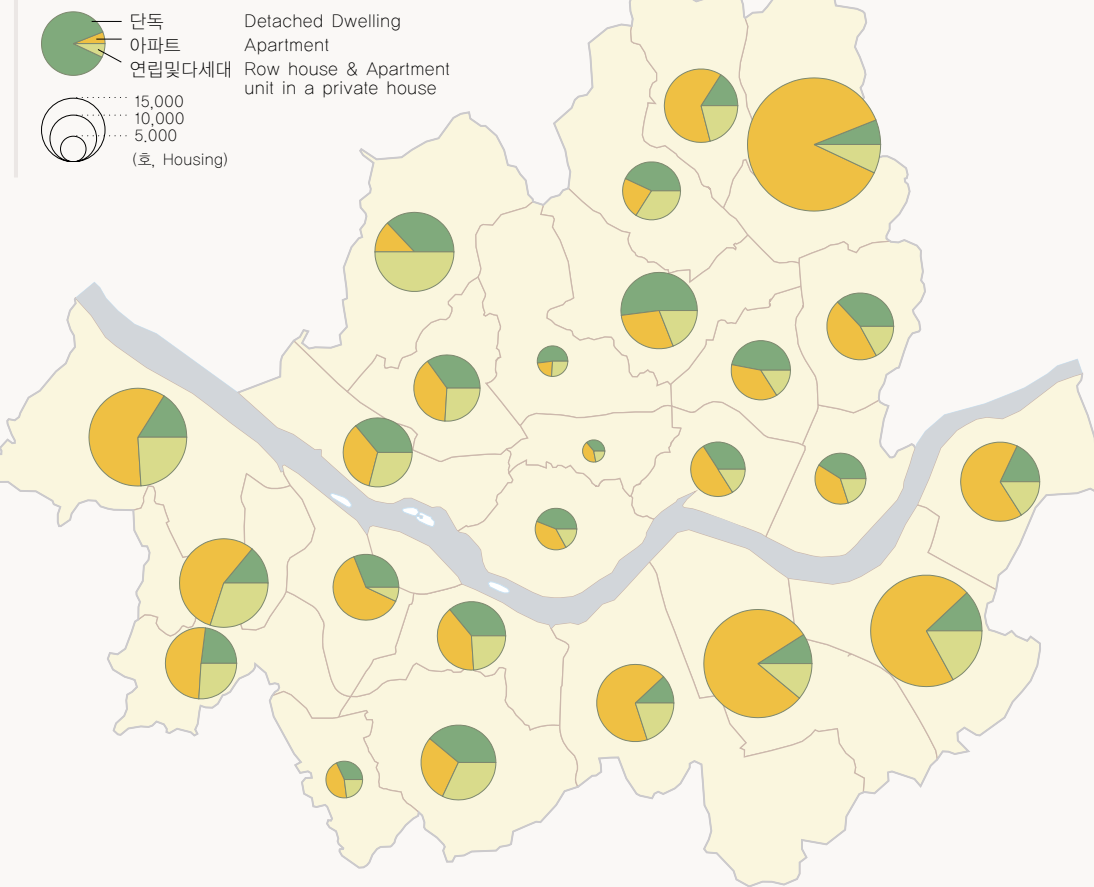 단독 Detached Dwelling
아파트 Apartment
연립및다세대 Row house & Apartment
unit in a private house
15,000
10,000
5,000
(호, Housing)